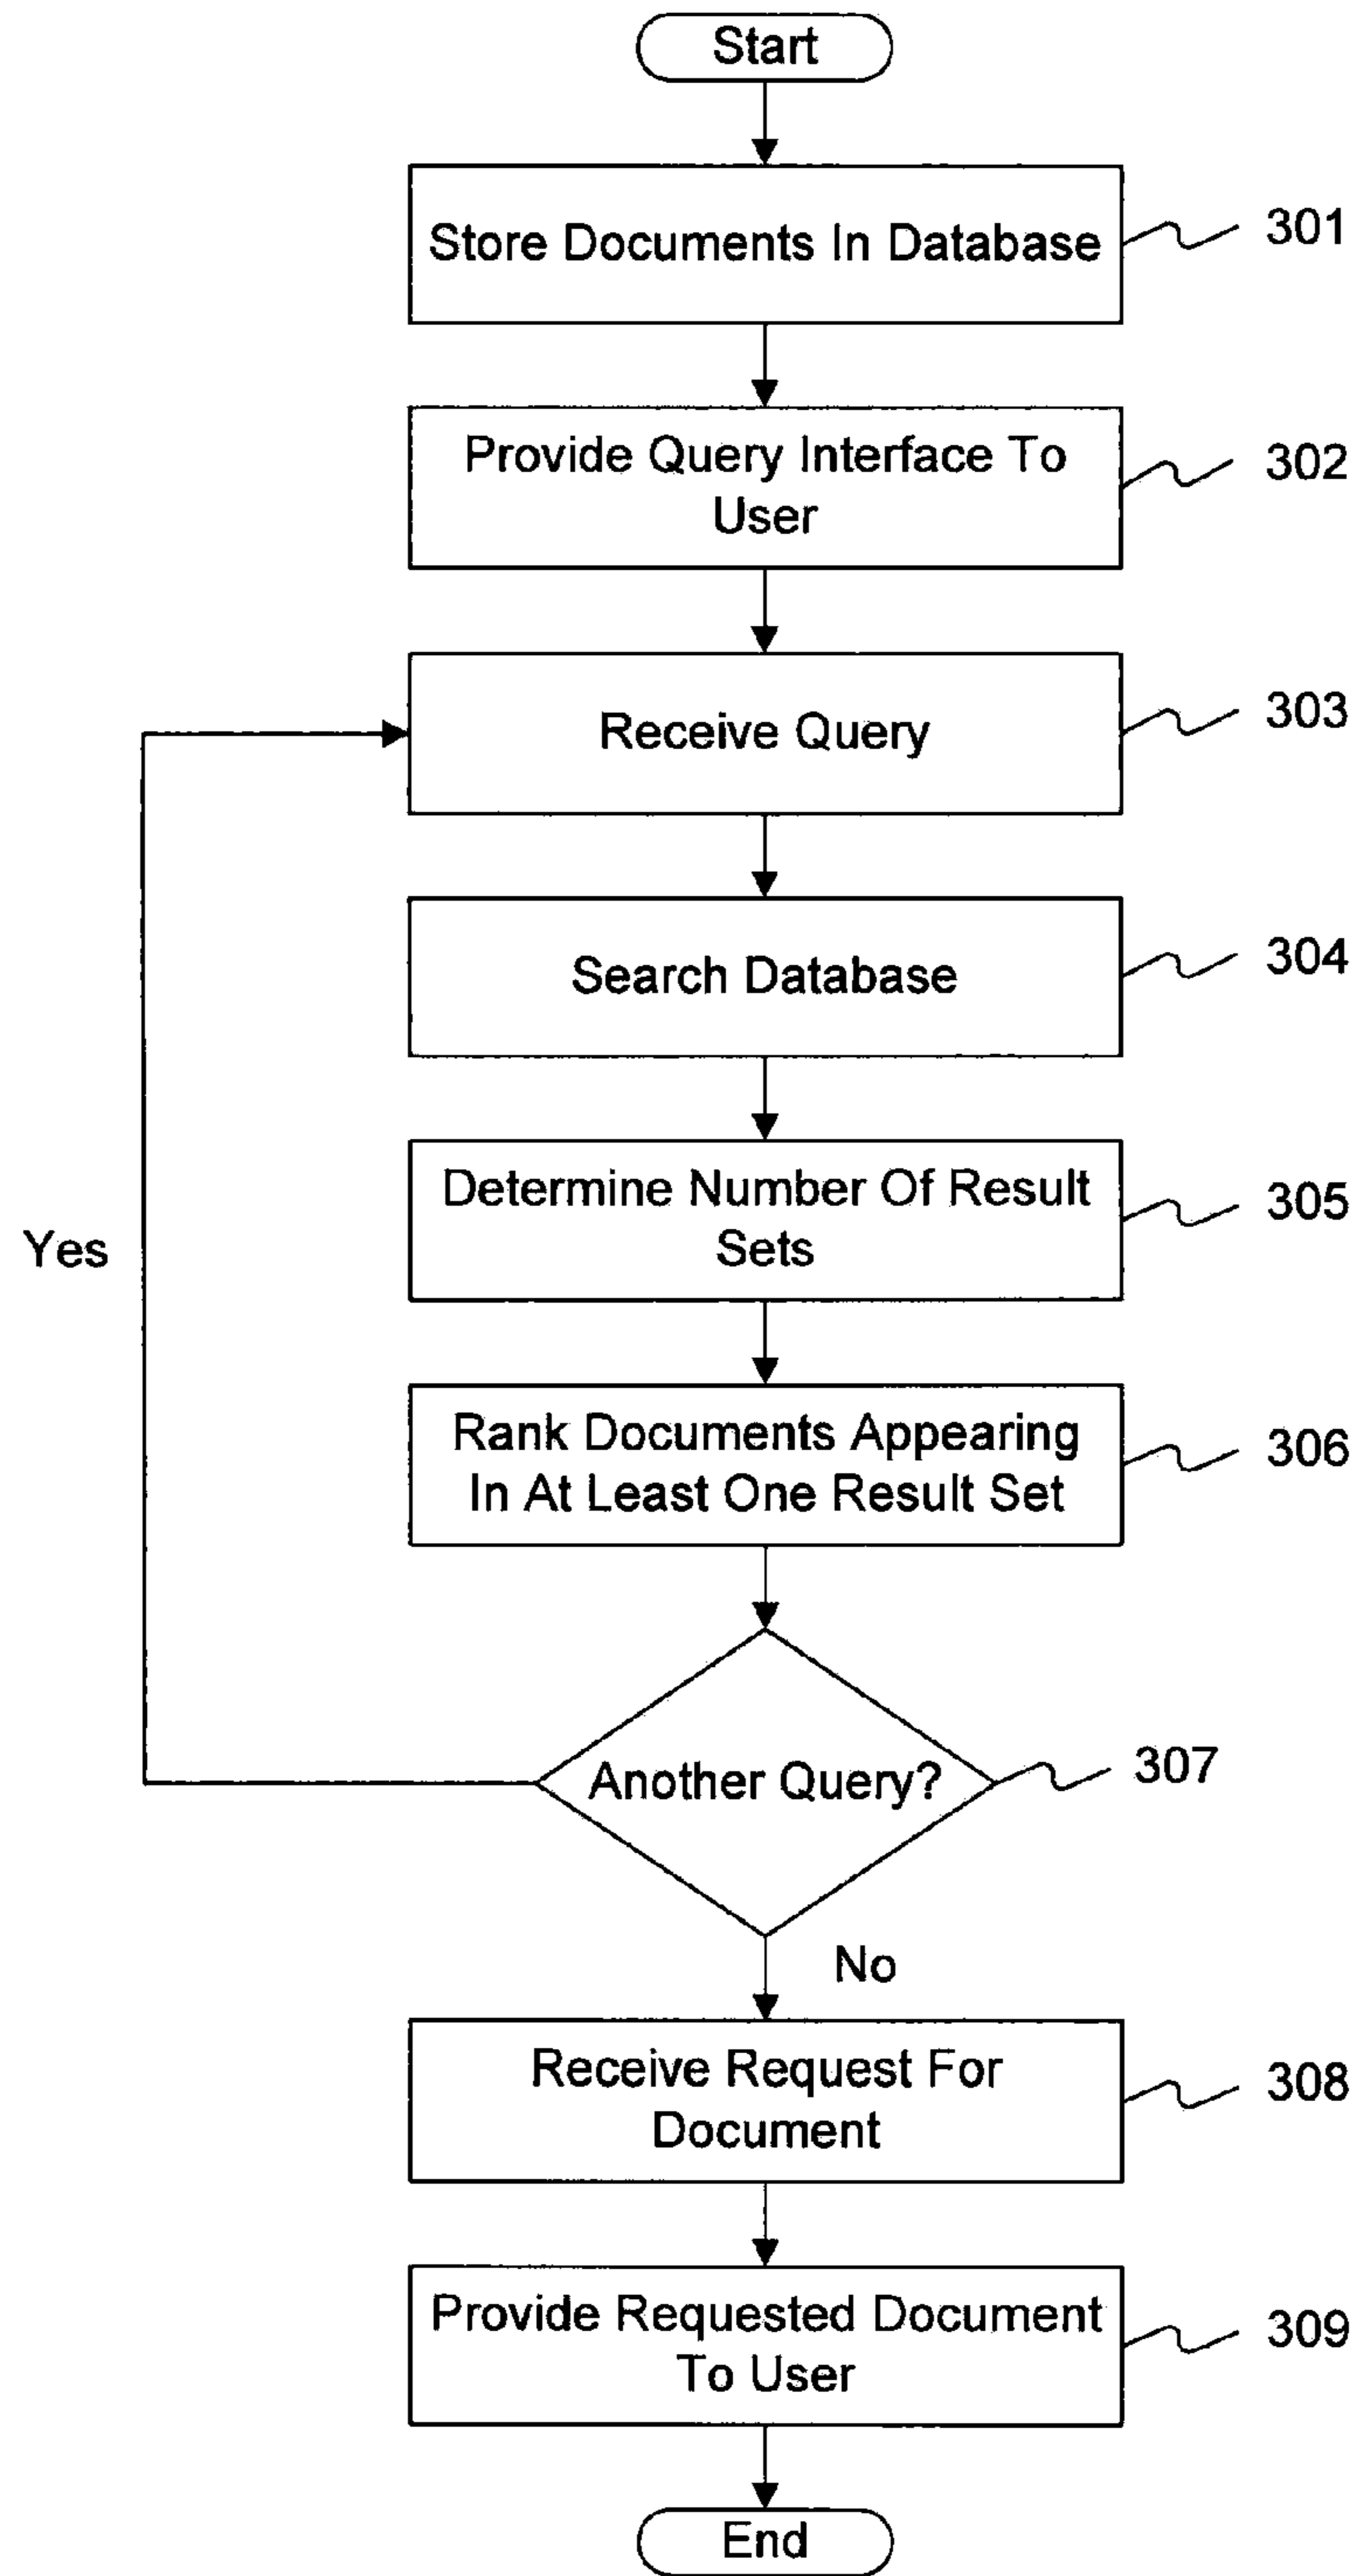 Start
Store Documents In Database
301
Provide Query Interface To
User
302
Receive Query
303
Search Database
304
Determine Number Of Result
Sets
305
Yes
Rank Documents Appearing
In At Least One Result Set
306
Another Query?
307
No
Receive Request For
Document
308
Provide Requested Document
To User
309
End